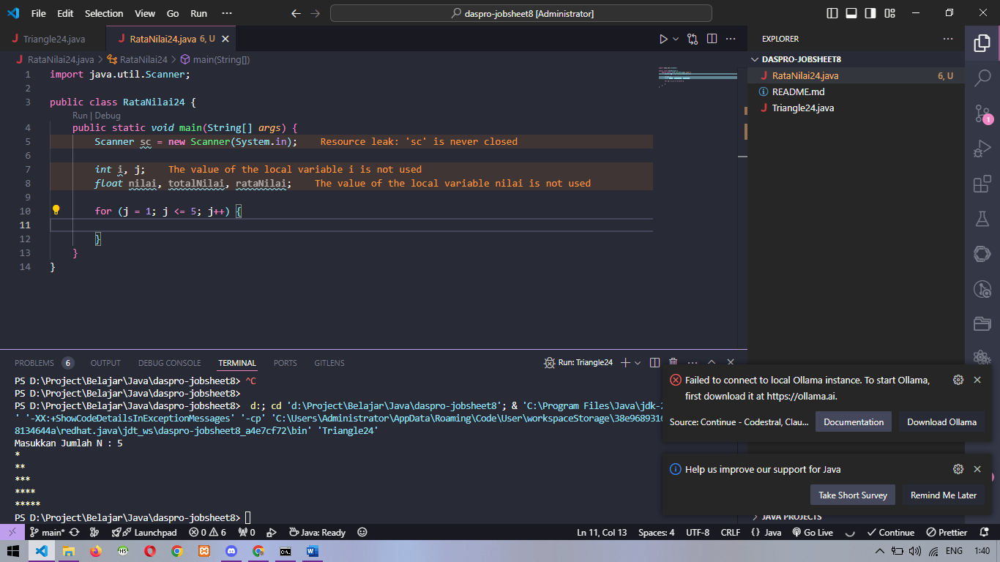 File Edit Selection View Go Run ··· daspro-jobsheet8 [Administrator]
Triangle24.java RataNilai24.java 6, U
RataNilai24.java > RataNilai24 > main(String[])
1 import java.util.Scanner;
2
3 public class RataNilai24 {
Run | Debug
4 public static void main(String[] args) {
5 Scanner sc = new Scanner(System.in); Resource leak: 'sc' is never closed
6
7 int i, j; The value of the local variable i is not used
8 float nilai, totalNilai, rataNilai; The value of the local variable nilai is not used
9
10 for (j = 1; j <= 5; j++) {
11
12 }
13 }
14 }
EXPLORER
DASPRO-JOBSHEET8
RataNilai24.java 6, U
README.md
Triangle24.java
1
PROBLEMS 6 OUTPUT DEBUG CONSOLE TERMINAL PORTS GITLENS Run: Triangle24
PS D:\Project\Belajar\Java\daspro-jobsheet8> ^C
PS D:\Project\Belajar\Java\daspro-jobsheet8>
PS D:\Project\Belajar\Java\daspro-jobsheet8> d:; cd 'd:\Project\Belajar\Java\daspro-jobsheet8'; & 'C:\Program Files\Java\jdk-2
' '-XX:+ShowCodeDetailsInExceptionMessages' '-cp' 'C:\Users\Administrator\AppData\Roaming\Code\User\workspaceStorage\38e9689316
8134644a\redhat.java\jdt_ws\daspro-jobsheet8_a4e7cf72\bin' 'Triangle24'
Masukkan Jumlah N : 5
*
**
***
****
*****
PS D:\Project\Belajar\Java\daspro-jobsheet8>
Failed to connect to local Ollama instance. To start Ollama,
first download it at https://ollama.ai.
Source: Continue - Codestral, Clau... Documentation Download Ollama
Help us improve our support for Java
Take Short Survey Remind Me Later
JAVA PROJECTS
main* Launchpad 0 6 0 Java: Ready Ln 11, Col 13 Spaces: 4 UTF-8 CRLF {} Java Go Live Continue Prettier
ENG 1:40